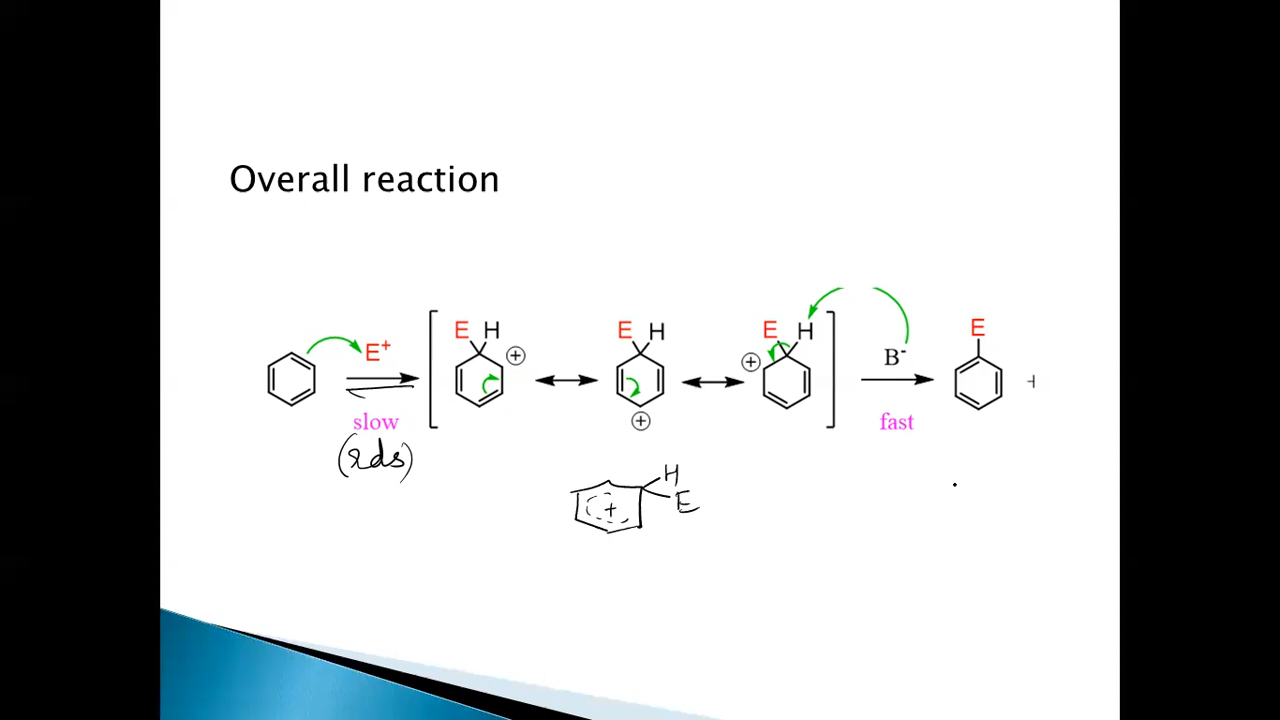 Overall reaction
E+
slow
(rds)
E H
+
E H
+
E H
+
B-
fast
E
+
H
E
+